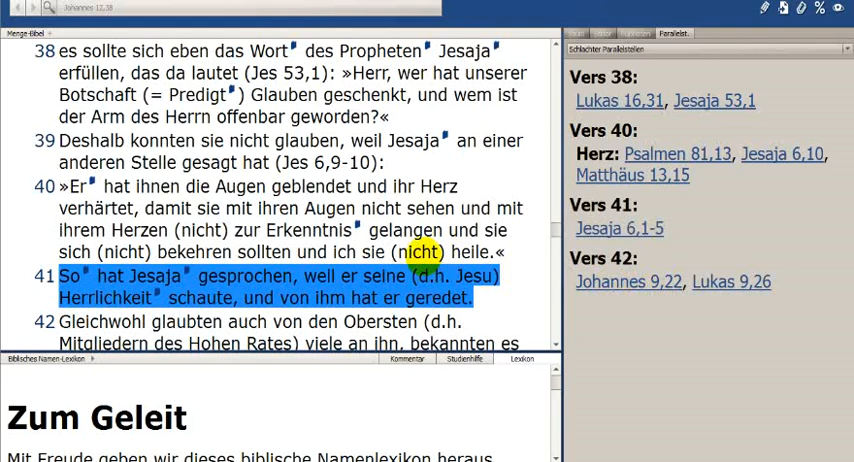 Johannes 12,38
Menge-Bibel
38 es sollte sich eben das Wort des Propheten Jesaja
erfüllen, das da lautet (Jes 53,1): »Herr, wer hat unserer
Botschaft (= Predigt) Glauben geschenkt, und wem ist
der Arm des Herrn offenbar geworden?«
39 Deshalb konnten sie nicht glauben, weil Jesaja an einer
anderen Stelle gesagt hat (Jes 6,9-10):
40 »Er hat ihnen die Augen geblendet und ihr Herz
verhärtet, damit sie mit ihren Augen nicht sehen und mit
ihrem Herzen (nicht) zur Erkenntnis gelangen und sie
sich (nicht) bekehren sollten und ich sie (nicht) heile.«
41 So hat Jesaja gesprochen, weil er seine (d.h. Jesu)
Herrlichkeit schaute, und von ihm hat er geredet.
42 Gleichwohl glaubten auch von den Obersten (d.h.
Mitgliedern des Hohen Rates) viele an ihn, bekannten es
Biblisches Namen-Lexikon
Kommentar
Studienhilfe
Lexikon
Zum Geleit
Mit Freude geben wir dieses biblische Namenlexikon heraus
Parallelst.
Schlachter Parallelstellen
Vers 38:
Lukas 16,31, Jesaja 53,1
Vers 40:
Herz: Psalmen 81,13, Jesaja 6,10,
Matthäus 13,15
Vers 41:
Jesaja 6,1-5
Vers 42:
Johannes 9,22, Lukas 9,26